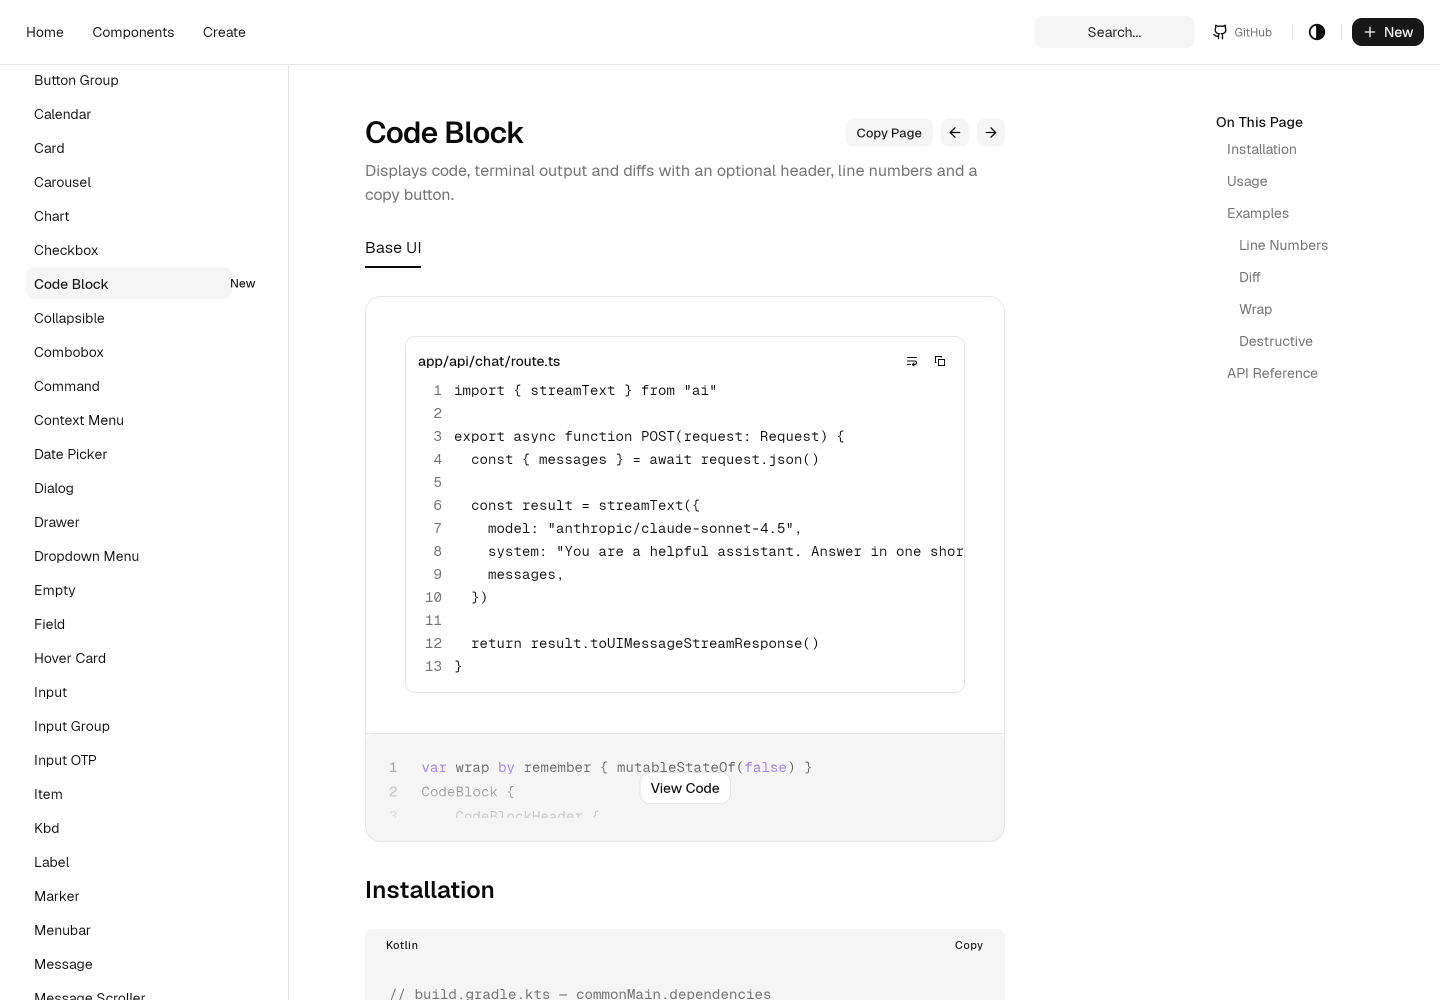 Home
Components
Create
Search...
GitHub
New
Button Group
Calendar
Card
Carousel
Chart
Checkbox
Code Block
New
Collapsible
Combobox
Command
Context Menu
Date Picker
Dialog
Drawer
Dropdown Menu
Empty
Field
Hover Card
Input
Input Group
Input OTP
Item
Kbd
Label
Marker
Menubar
Message
Message Scroller
Code Block
Copy Page
Displays code, terminal output and diffs with an optional header, line numbers and a
copy button.
Base UI
app/api/chat/route.ts
1 import { streamText } from "ai"
2
3 export async function POST(request: Request) {
4   const { messages } = await request.json()
5
6   const result = streamText({
7     model: "anthropic/claude-sonnet-4.5",
8     system: "You are a helpful assistant. Answer in one shor
9     messages,
10   })
11
12   return result.toUIMessageStreamResponse()
13 }
1 var wrap by remember { mutableStateOf(false) }
2 CodeBlock {
3     CodeBlockHeader {
View Code
Installation
Kotlin
Copy
// build.gradle.kts — commonMain.dependencies
On This Page
Installation
Usage
Examples
Line Numbers
Diff
Wrap
Destructive
API Reference